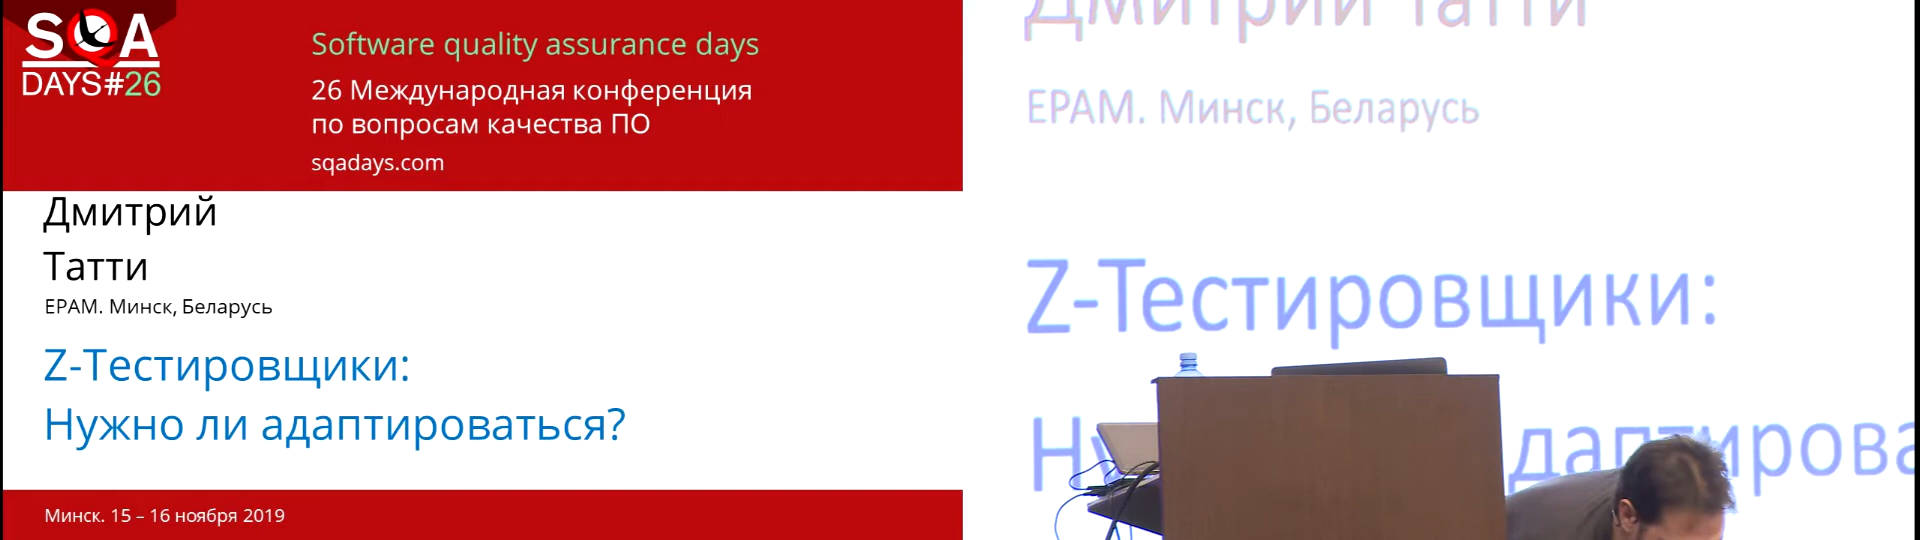 SQA
DAYS#26
Software quality assurance days
26 Международная конференция
по вопросам качества ПО
sqadays.com
Дмитрий
Татти
EPAM. Минск, Беларусь
Z-Тестировщики:
Нужно ли адаптироваться?
Минск. 15 – 16 ноября 2019
Дмитрий Татти
EPAM. Минск, Беларусь
Z-Тестировщики: